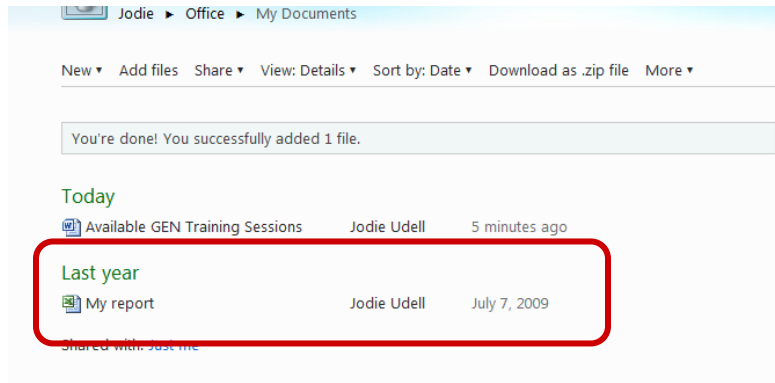 Jodie ► Office ► My Documents
New ▾ Add files Share ▾ View: Details ▾ Sort by: Date ▾ Download as .zip file More ▾
You're done! You successfully added 1 file.
Today
Available GEN Training Sessions Jodie Udell 5 minutes ago
Last year
My report Jodie Udell July 7, 2009
Shared with: Just me